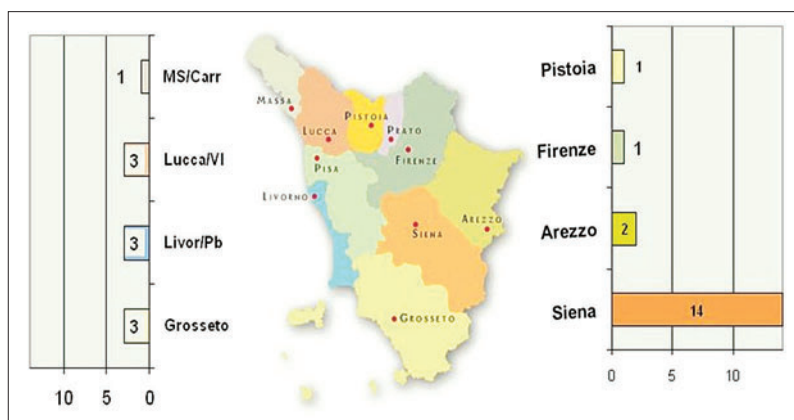 1 MS/Carr
3 Lucca/VI
3 Livor/Pb
3 Grosseto
10 5 0
MASSA
LUCCA
PISTOIA
PRATO
FIRENZE
PISA
LIVORNO
AREZZO
SIENA
GROSSETO
Pistoia 1
Firenze 1
Arezzo 2
Siena 14
0 5 10